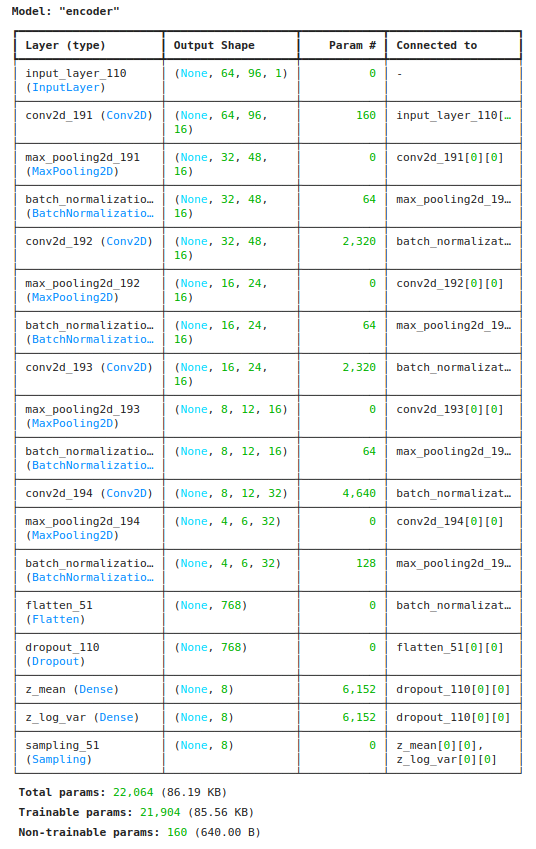 Model: "encoder"
Layer (type) Output Shape Param # Connected to
input_layer_110 (None, 64, 96, 1) 0 -
(InputLayer)
conv2d_191 (Conv2D) (None, 64, 96, 160 input_layer_110[…
16)
max_pooling2d_191 (None, 32, 48, 0 conv2d_191[0][0]
(MaxPooling2D) 16)
batch_normalizatio… (None, 32, 48, 64 max_pooling2d_19…
(BatchNormalizatio… 16)
conv2d_192 (Conv2D) (None, 32, 48, 2,320 batch_normalizat…
16)
max_pooling2d_192 (None, 16, 24, 0 conv2d_192[0][0]
(MaxPooling2D) 16)
batch_normalizatio… (None, 16, 24, 64 max_pooling2d_19…
(BatchNormalizatio… 16)
conv2d_193 (Conv2D) (None, 16, 24, 2,320 batch_normalizat…
16)
max_pooling2d_193 (None, 8, 12, 16) 0 conv2d_193[0][0]
(MaxPooling2D)
batch_normalizatio… (None, 8, 12, 16) 64 max_pooling2d_19…
(BatchNormalizatio…
conv2d_194 (Conv2D) (None, 8, 12, 32) 4,640 batch_normalizat…
max_pooling2d_194 (None, 4, 6, 32) 0 conv2d_194[0][0]
(MaxPooling2D)
batch_normalizatio… (None, 4, 6, 32) 128 max_pooling2d_19…
(BatchNormalizatio…
flatten_51 (None, 768) 0 batch_normalizat…
(Flatten)
dropout_110 (None, 768) 0 flatten_51[0][0]
(Dropout)
z_mean (Dense) (None, 8) 6,152 dropout_110[0][0]
z_log_var (Dense) (None, 8) 6,152 dropout_110[0][0]
sampling_51 (None, 8) 0 z_mean[0][0],
(Sampling) z_log_var[0][0]
Total params: 22,064 (86.19 KB)
Trainable params: 21,904 (85.56 KB)
Non-trainable params: 160 (640.00 B)